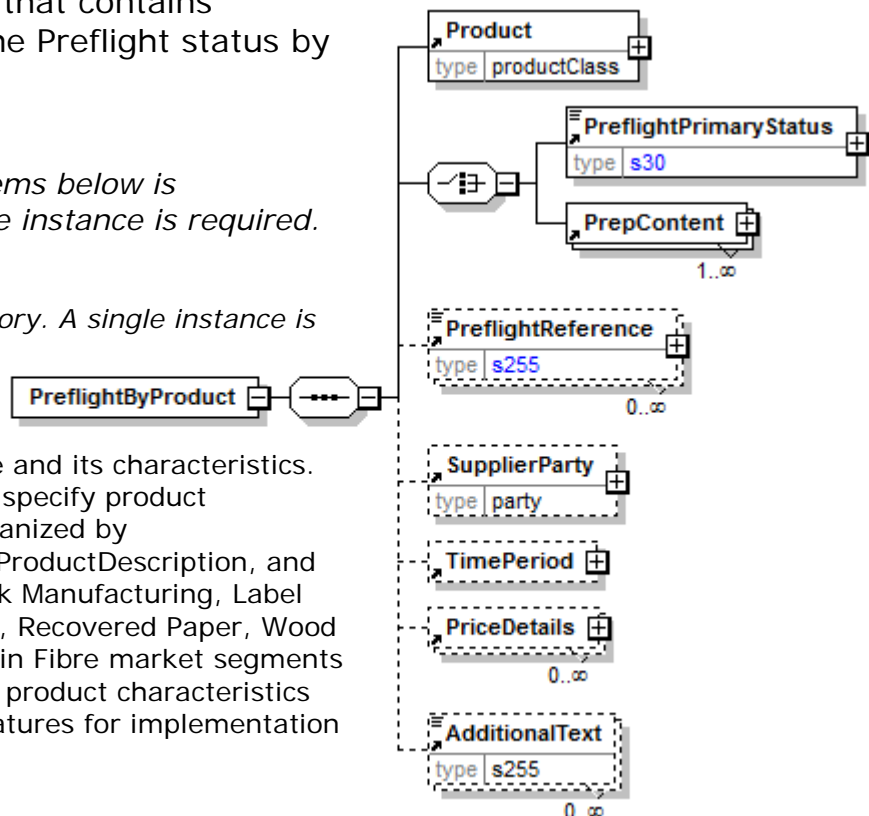 that contains
ne Preflight status by
ems below is
e instance is required.
ory. A single instance is
e and its characteristics.
specify product
anized by
ProductDescription, and
k Manufacturing, Label
, Recovered Paper, Wood
in Fibre market segments
product characteristics
atures for implementation
PreflightByProduct
Product
type productClass
PreflightPrimaryStatus
type s30
PrepContent
1..∞
PreflightReference
type s255
0..∞
SupplierParty
type party
TimePeriod
PriceDetails
0..∞
AdditionalText
type s255
0..∞